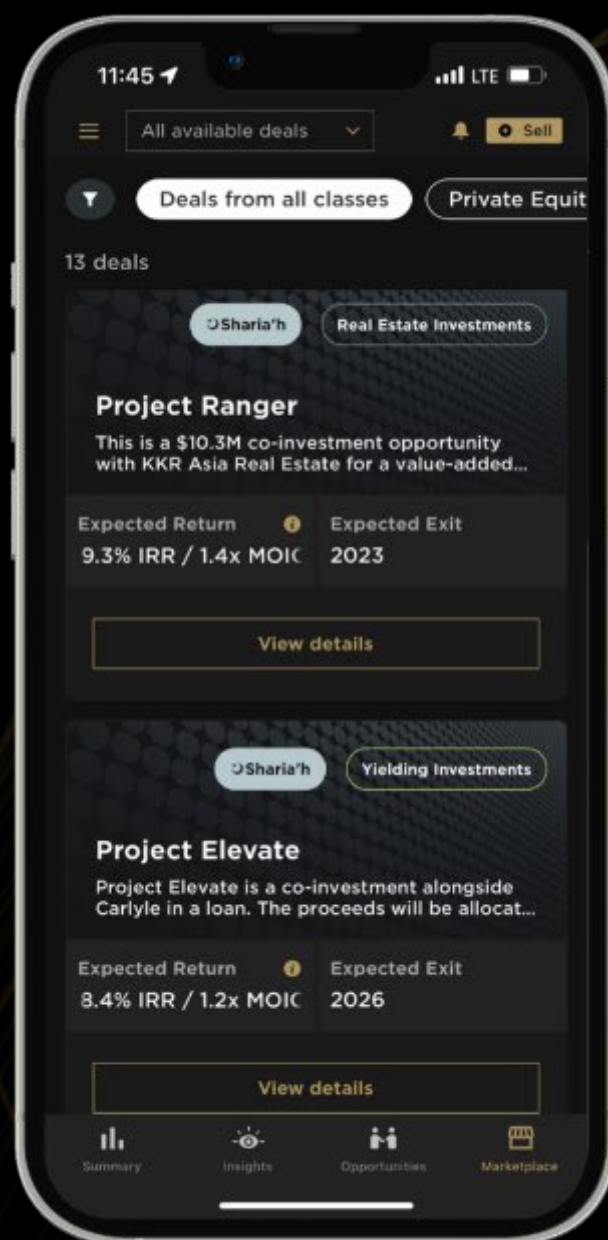 11:45
LTE
All available deals
Sell
Deals from all classes
Private Equit
13 deals
Sharia'h
Real Estate Investments
Project Ranger
This is a $10.3M co-investment opportunity
with KKR Asia Real Estate for a value-added...
Expected Return
Expected Exit
9.3% IRR / 1.4x MOIC
2023
View details
Sharia'h
Yielding Investments
Project Elevate
Project Elevate is a co-investment alongside
Carlyle in a loan. The proceeds will be allocat...
Expected Return
Expected Exit
8.4% IRR / 1.2x MOIC
2026
View details
Summary
Insights
Opportunities
Marketplace